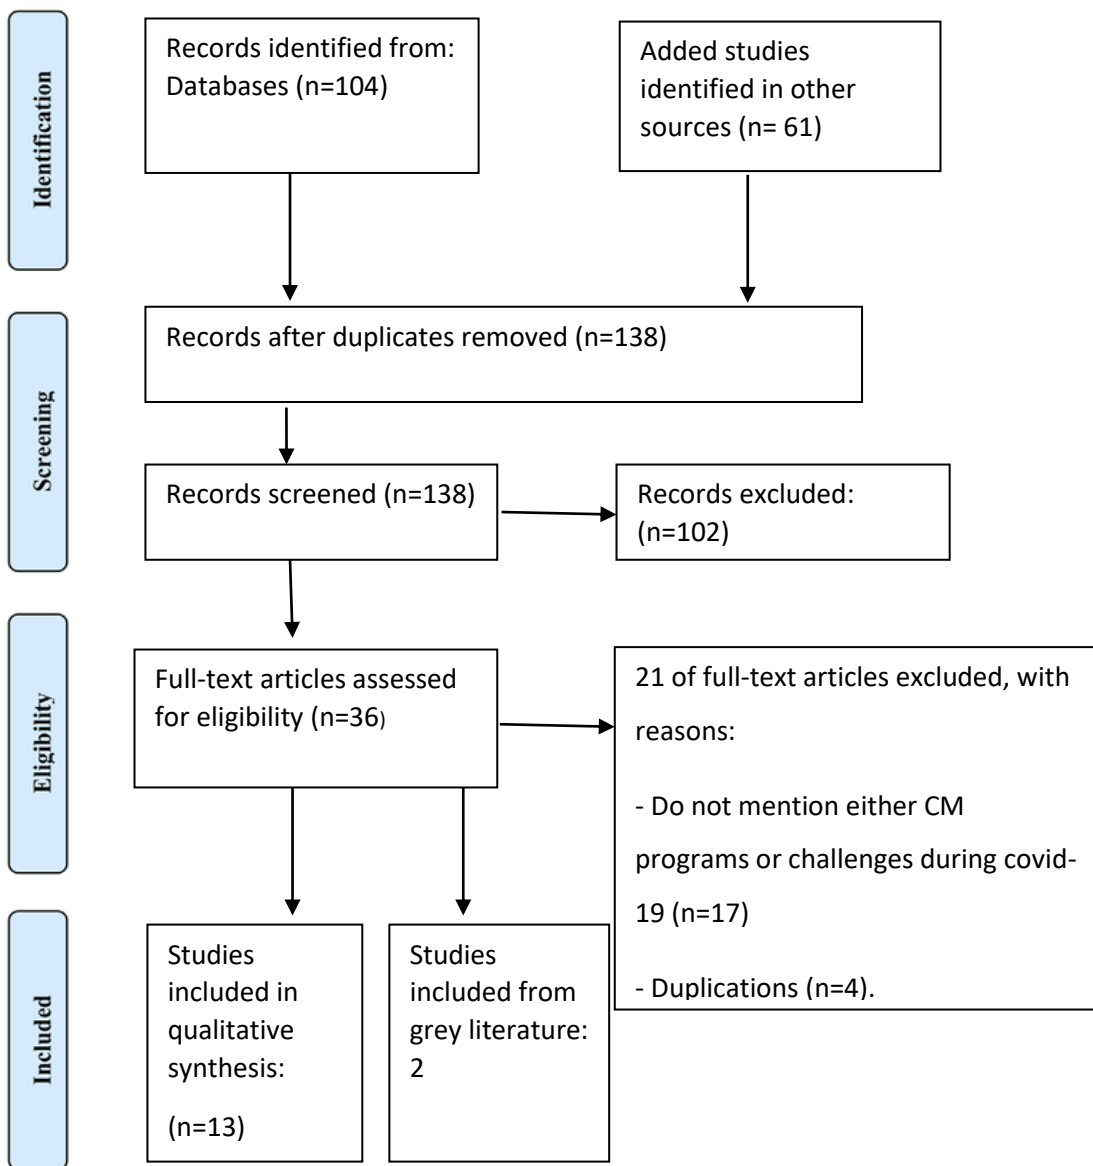 Identification
Records identified from:
Databases (n=104)
Added studies
identified in other
sources (n= 61)
Screening
Records after duplicates removed (n=138)
Records screened (n=138)
Records excluded:
(n=102)
Eligibility
Full-text articles assessed
for eligibility (n=36)
21 of full-text articles excluded, with
reasons:
- Do not mention either CM
programs or challenges during covid-
19 (n=17)
- Duplications (n=4).
Included
Studies
included in
qualitative
synthesis:
(n=13)
Studies
included from
grey literature:
2